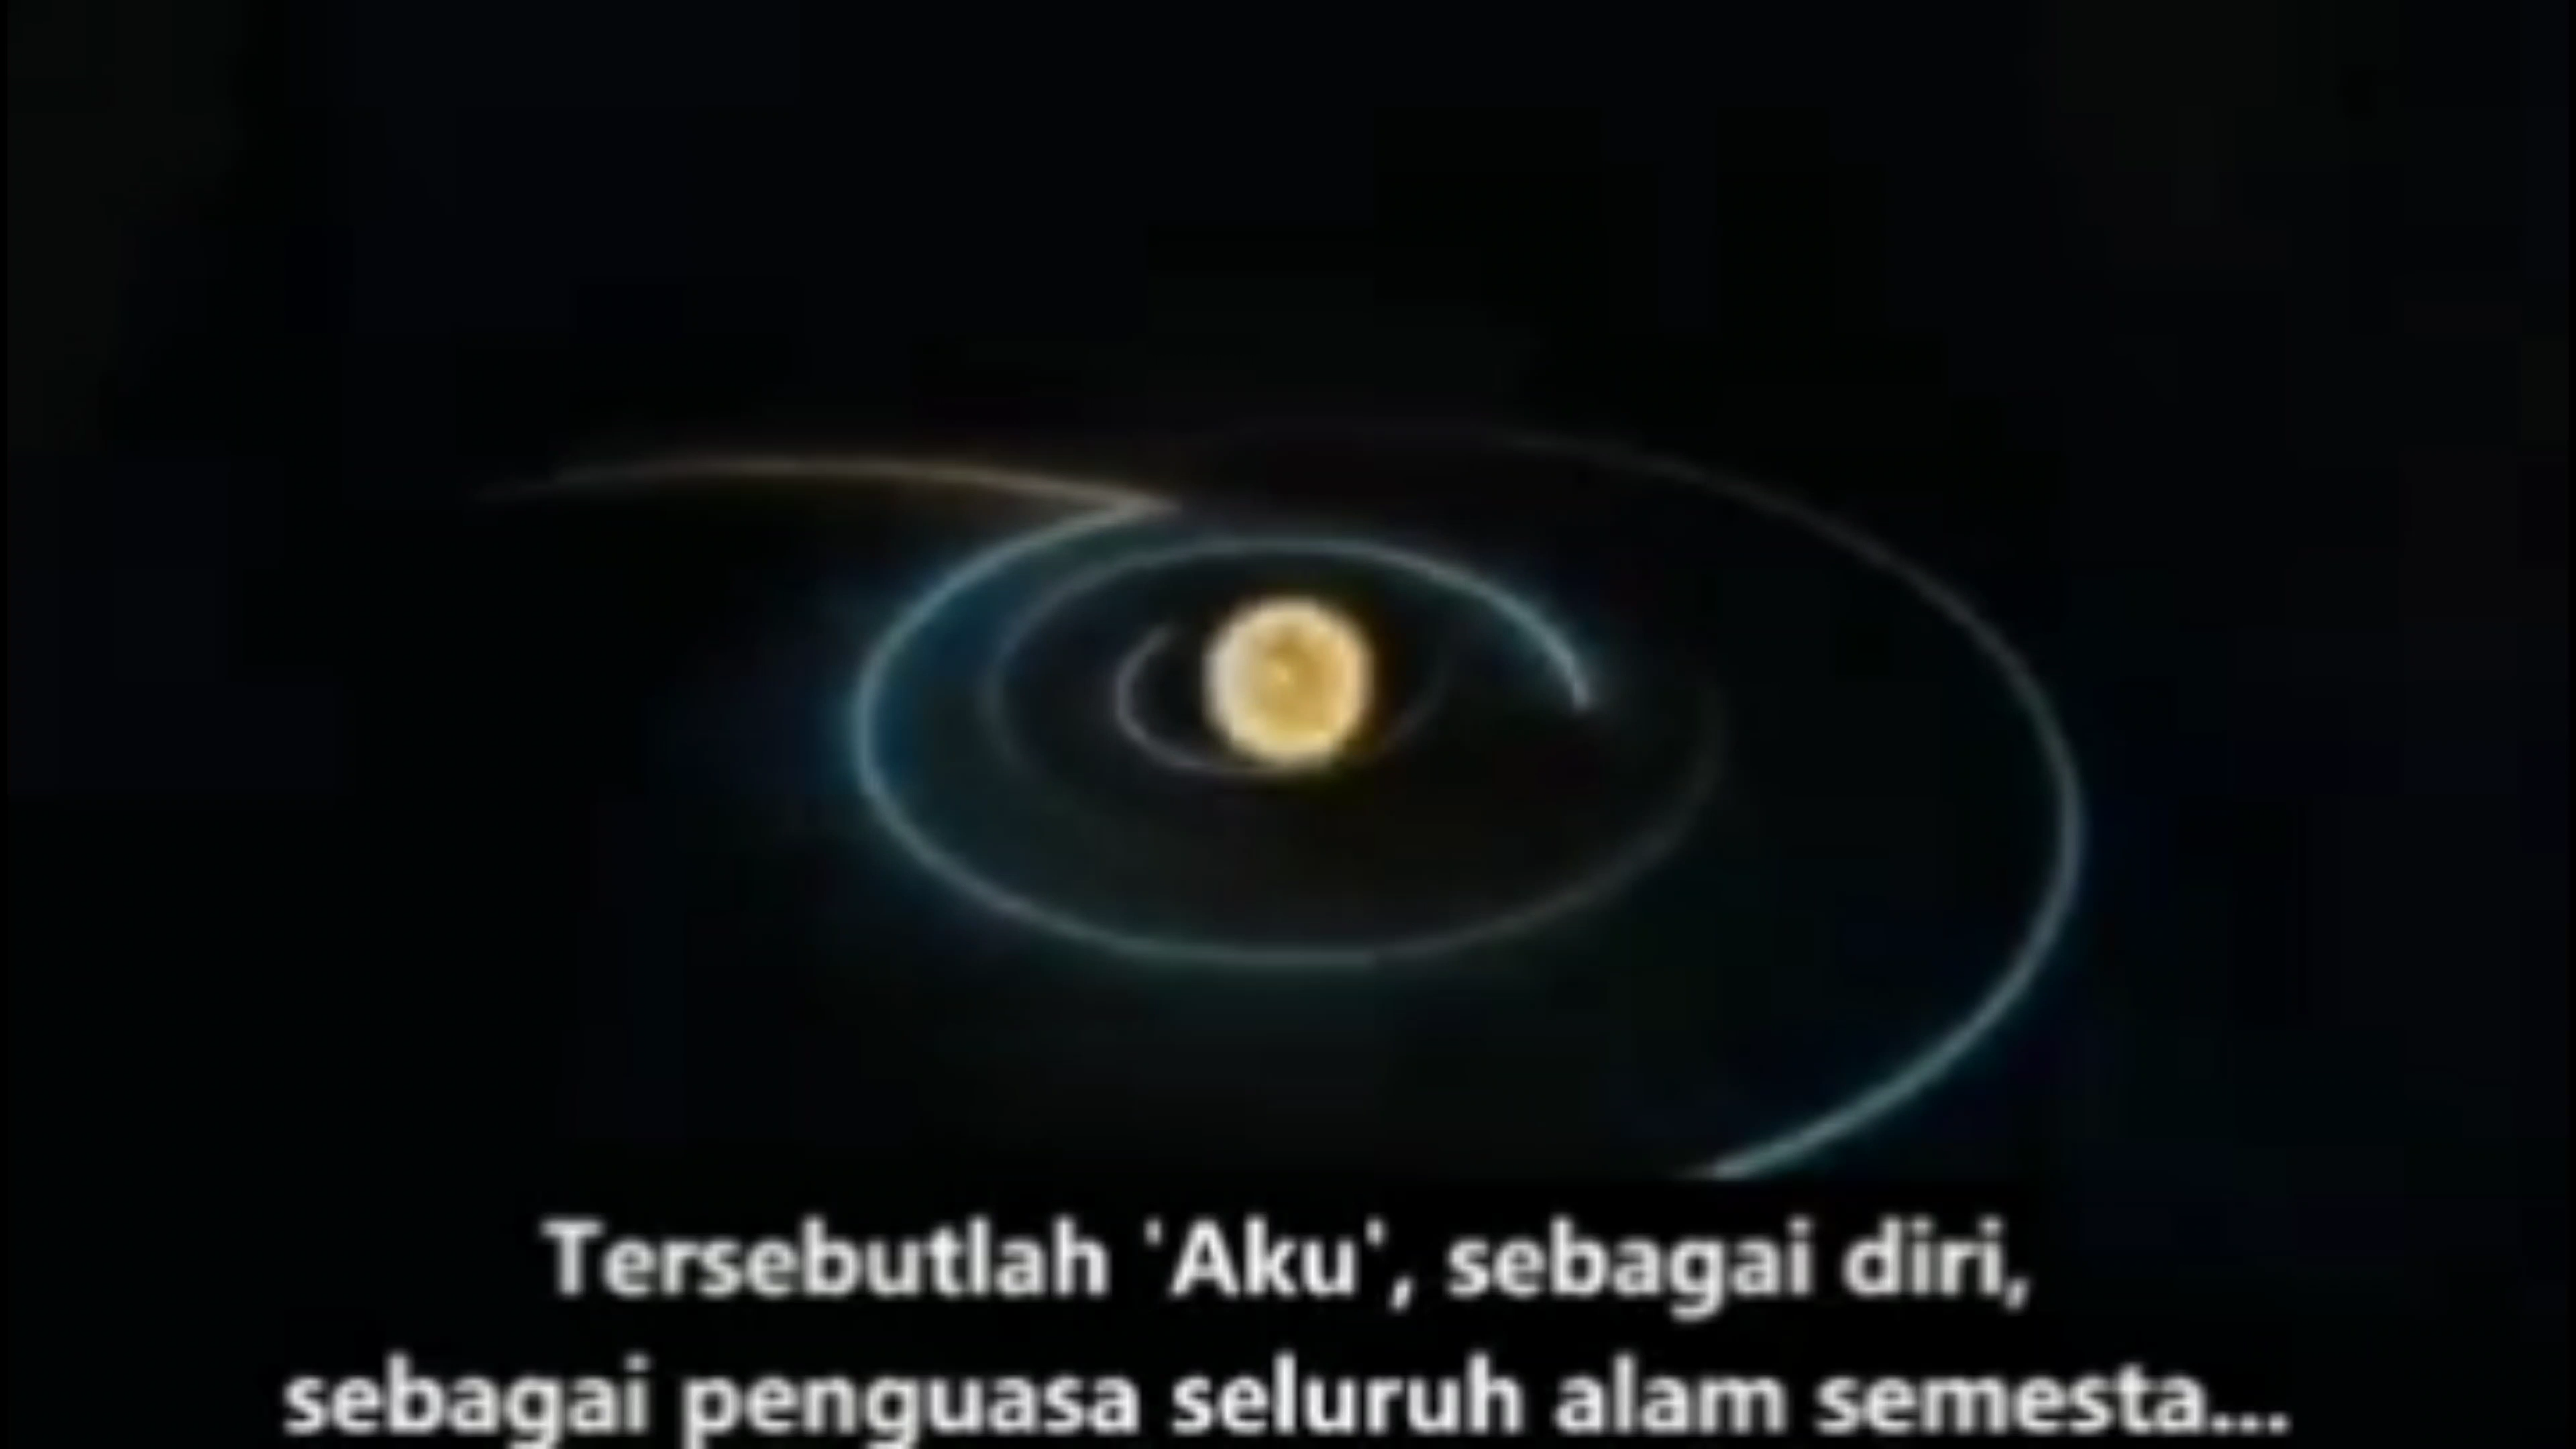 Tersebutlah 'Aku', sebagai diri,
sebagai penguasa seluruh alam semesta...